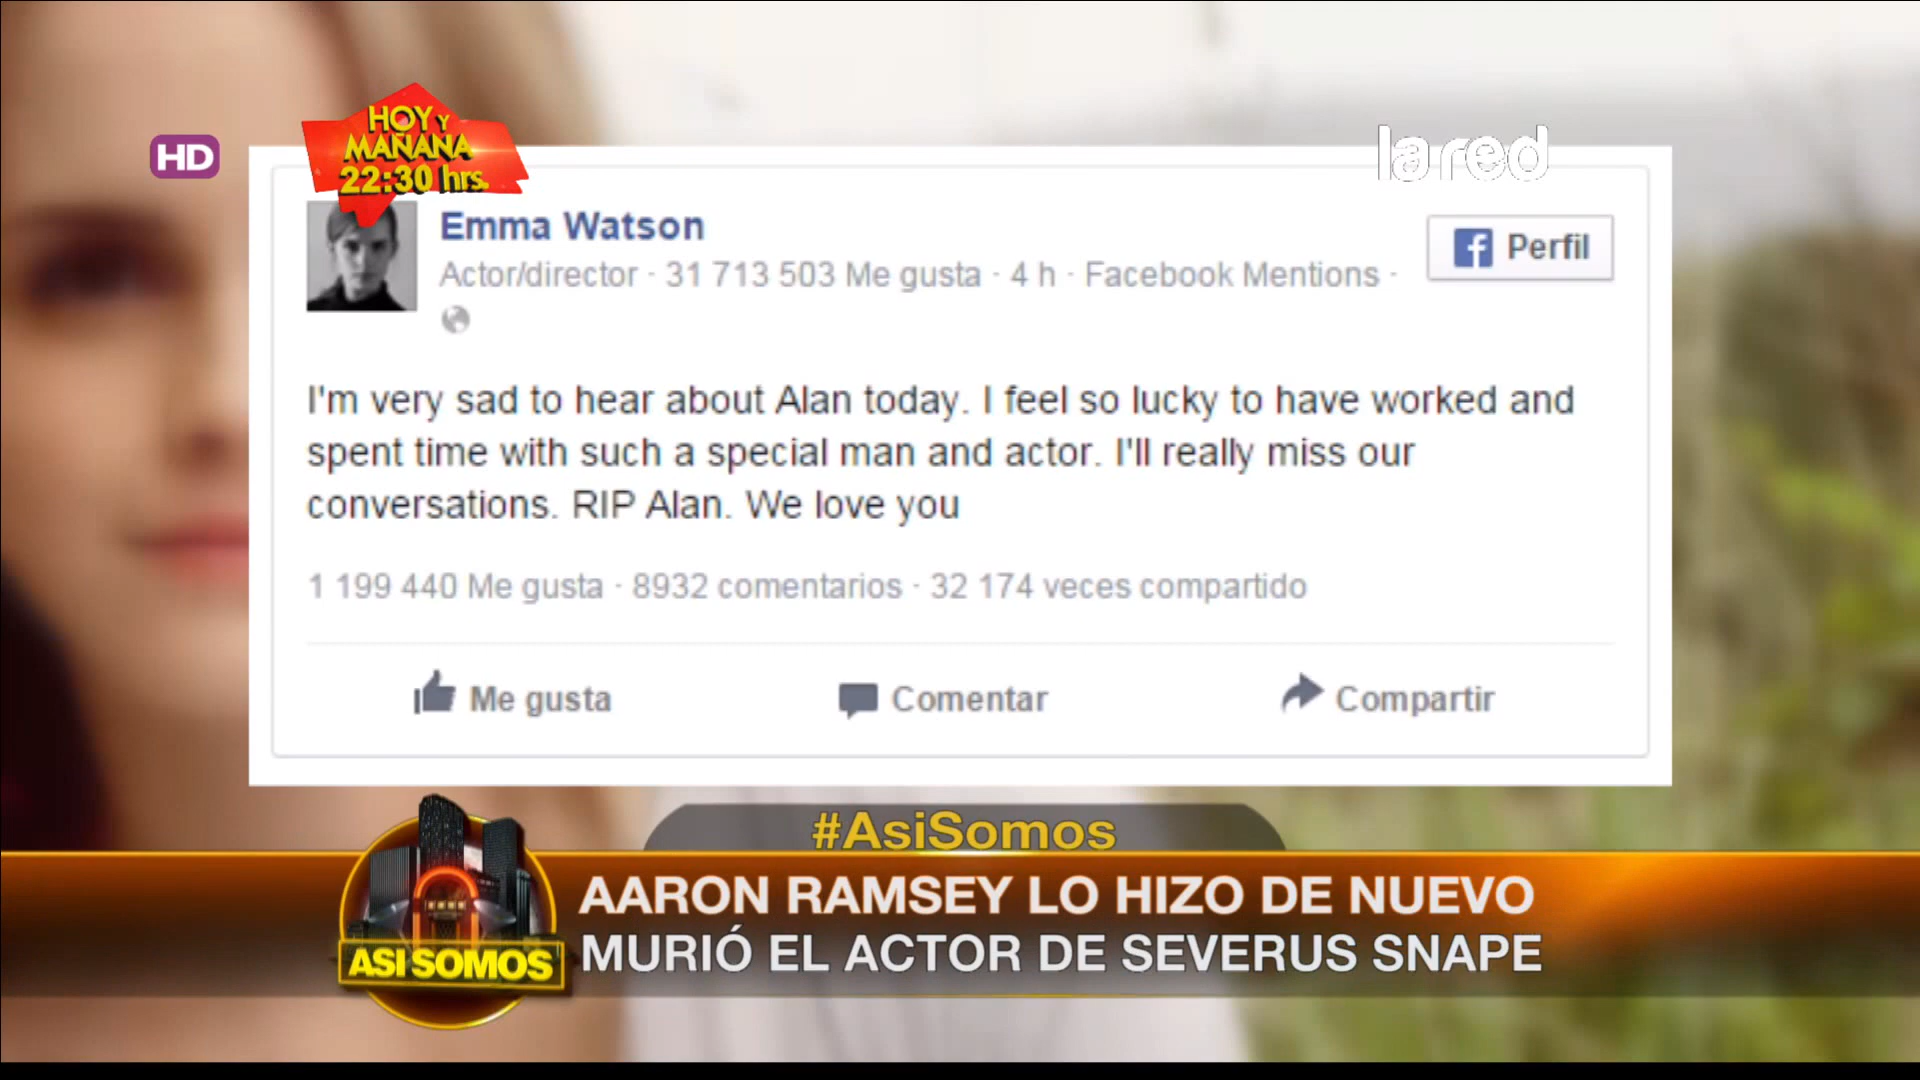 HOY Y
MAÑANA
22:30 hrs.
HD
la red
Emma Watson
Actor/director · 31 713 503 Me gusta · 4 h · Facebook Mentions ·
f Perfil
I'm very sad to hear about Alan today. I feel so lucky to have worked and
spent time with such a special man and actor. I'll really miss our
conversations. RIP Alan. We love you
1 199 440 Me gusta · 8932 comentarios · 32 174 veces compartido
Me gusta
Comentar
Compartir
#AsiSomos
AARON RAMSEY LO HIZO DE NUEVO
MURIÓ EL ACTOR DE SEVERUS SNAPE
ASI SOMOS